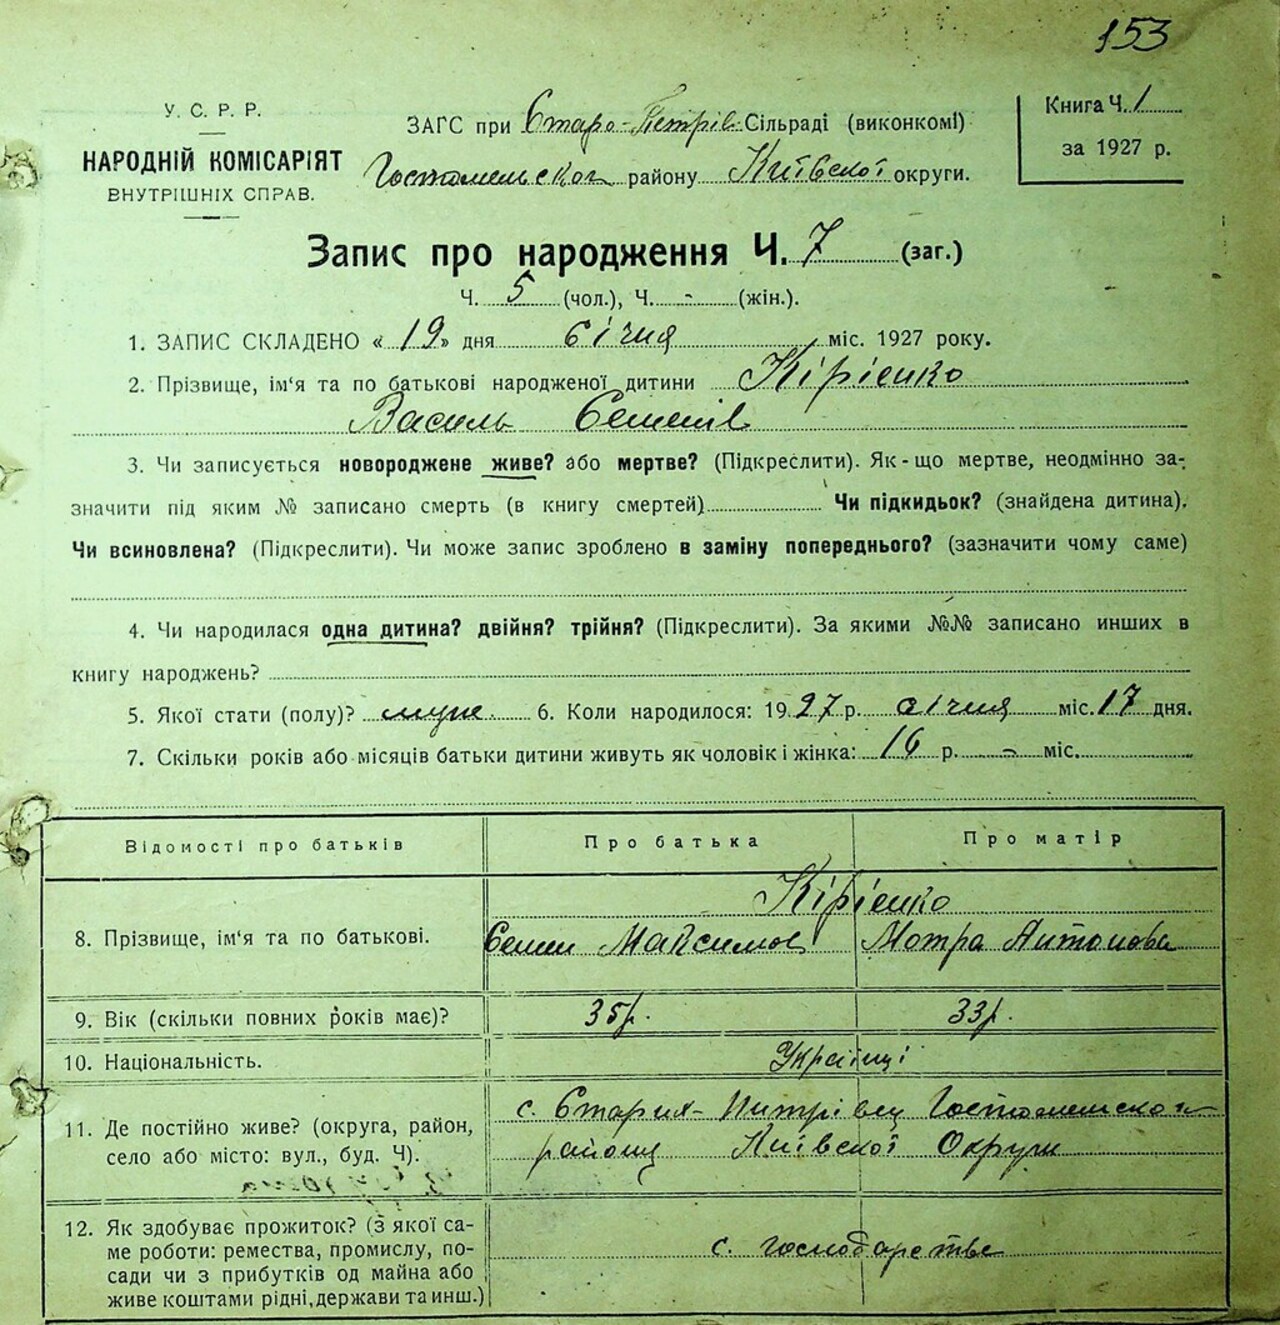 153
У. С. Р. Р.
НАРОДНІЙ КОМІСАРІЯТ
ВНУТРІШНІХ СПРАВ.
ЗАГС при Старо-Петрів. Сільраді (виконкомі)
Гостомельског району Київської округи.
Книга Ч. 1
за 1927 р.
Запис про народження Ч. 7 (заг.)
Ч. 5 (чол.), Ч. - (жін.).
1. ЗАПИС СКЛАДЕНО «19» дня січня міс. 1927 року.
2. Прізвище, ім'я та по батькові народженої дитини Кірієнко
Василь Семенів
3. Чи записується новороджене живе? або мертве? (Підкреслити). Як-що мертве, неодмінно за-
значити під яким № записано смерть (в книгу смертей) Чи підкидьок? (знайдена дитина).
Чи всиновлена? (Підкреслити). Чи може запис зроблено в заміну попереднього? (зазначити чому саме)
4. Чи народилася одна дитина? двійня? трійня? (Підкреслити). За якими №№ записано инших в
книгу народжень?
5. Якої стати (полу)? муж. 6. Коли народилося: 1927 р. січня міс. 17 дня.
7. Скільки років або місяців батьки дитини живуть як чоловік і жінка: 16 р. - міс.
Відомості про батьків Про батька Про матір
Кірієнко
8. Прізвище, ім'я та по батькові. Семен Максимов Мотра Антонова
9. Вік (скільки повних років має)? 35р. 33р.
10. Національність. Українці
11. Де постійно живе? (округа, район,
село або місто: вул., буд. Ч).
с. Старих-Питрівці Гостомельског
району Київської Округи
12. Як здобуває прожиток? (з якої са-
ме роботи: ремества, промислу, по-
сади чи з прибутків од майна або
живе коштами рідні, держави та инш.)
с. господарстве